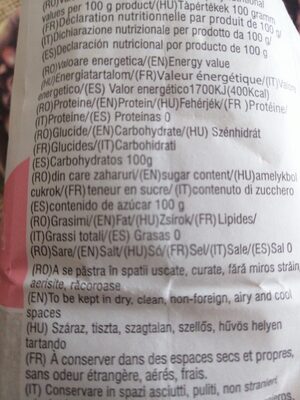 values per 100 g product/(HU)Tápértékek 100 gramm
(FR)Déclaration nutritionnelle par produit de 100 g/
(IT)Dichiarazione nutrizionale per prodotto da 100 g/
(ES)Declaración nutricional por producto de 100 g
(RO)Valoare energetica/(EN)Energy value
(HU)Energiatartalom/(FR)Valeur énergétique/(IT)Valore
energetico/(ES) Valor energético1700KJ(400Kcal)
(RO)Proteine/(EN)Protein/(HU)Fehérjék/(FR )Protéine/
(IT)Proteine/(ES) Proteinas 0
(RO)Glucide/(EN)Carbohydrate/(HU) Szénhidrát
(FR)Glucides/(IT)Carbohidrati
(ES)Carbohydratos 100g
(RO)din care zaharuri/(EN)sugar content/(HU)amelykböl
cukrok/(FR)teneur en sucre/(IT)contenuto di zucchero
(ES)contenido de azúcar 100 g
(RO)Grasimi/(EN)Fat/(HU)Zsírok/(FR)Lipides/
(IT)Grassi totali/(ES) Grasas 0
(RO)Sare/(EN)Salt/(HU)Só/(FR)Sel/(IT)Sale/(ES)Sal 0
(RO)A se păstra în spatii uscate, curate, fără miros străin,
aerisite, răcoroase
(EN)To be kept in dry, clean, non-foreign, airy and cool
spaces
(HU) Száraz, tiszta, szagtalan, szellős, hűvös helyen
tartando
(FR) À conserver dans des espaces secs et propres,
sans odeur étrangère, aérés, frais.
(IT) Conservare in spazi asciutti, puliti, non stranieri